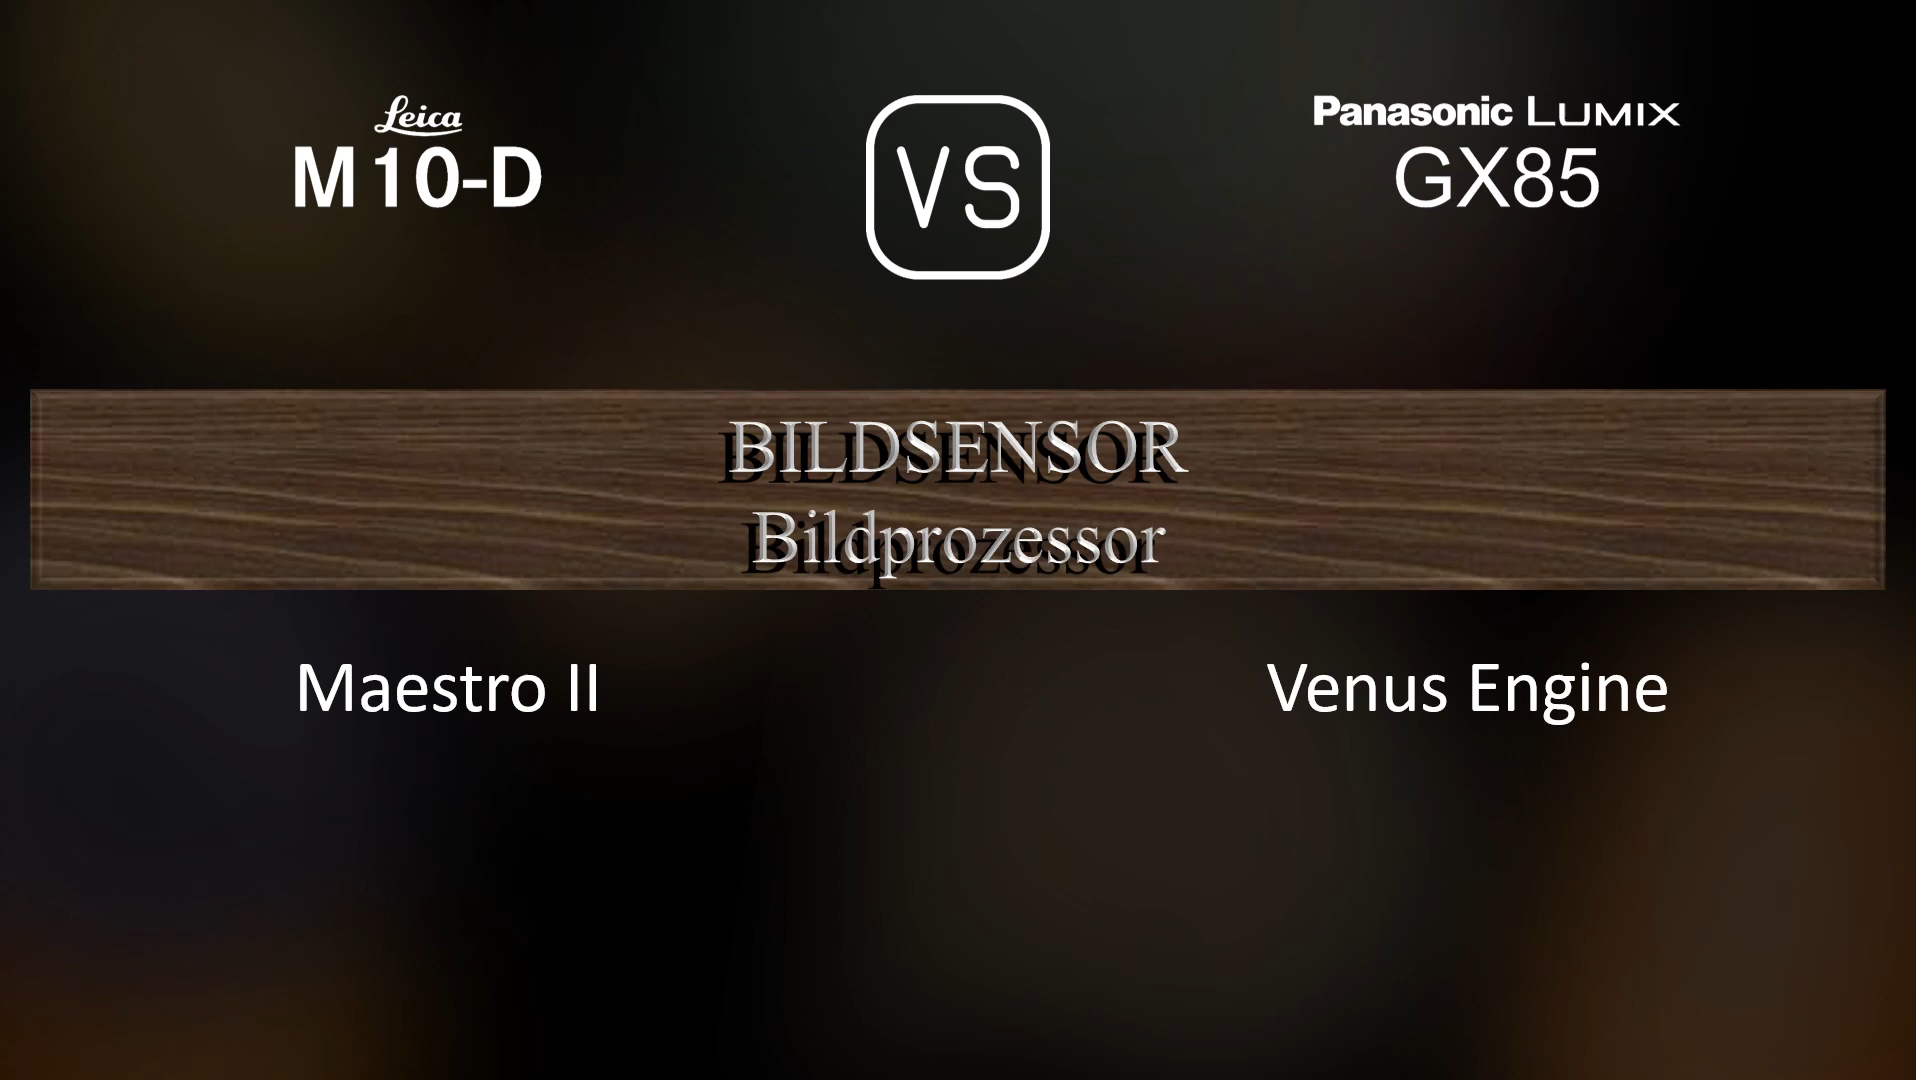 Leica
M10-D
VS
Panasonic LUMIX
GX85
BILDSENSOR
Bildprozessor
Maestro II
Venus Engine